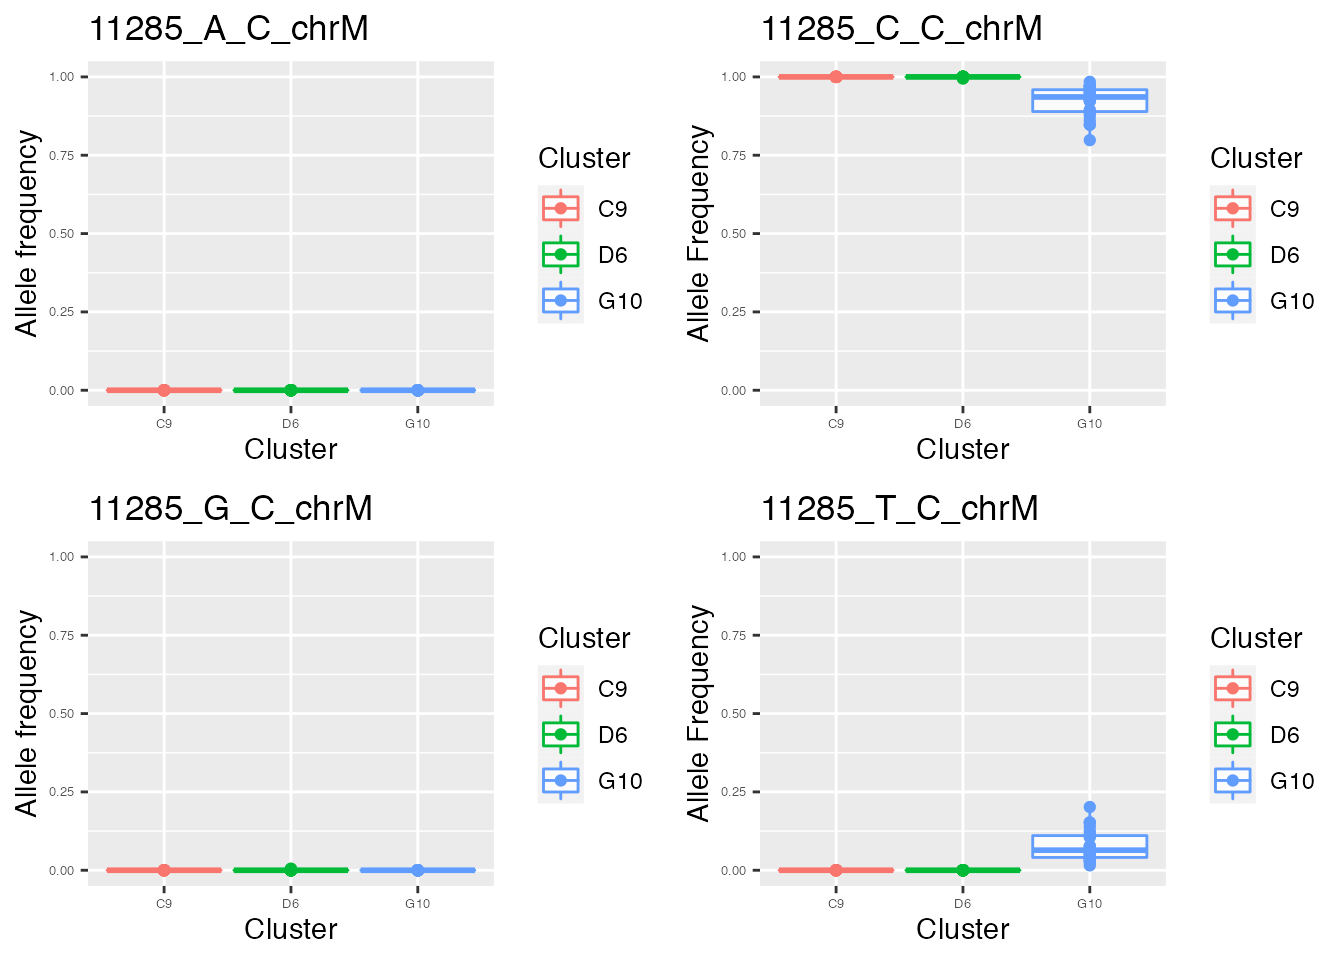 11285_A_C_chrM
Allele frequency
1.00
0.75
0.50
0.25
0.00
C9 D6 G10
Cluster
Cluster
C9
D6
G10
11285_C_C_chrM
Allele Frequency
1.00
0.75
0.50
0.25
0.00
C9 D6 G10
Cluster
Cluster
C9
D6
G10
11285_G_C_chrM
Allele frequency
1.00
0.75
0.50
0.25
0.00
C9 D6 G10
Cluster
Cluster
C9
D6
G10
11285_T_C_chrM
Allele Frequency
1.00
0.75
0.50
0.25
0.00
C9 D6 G10
Cluster
Cluster
C9
D6
G10